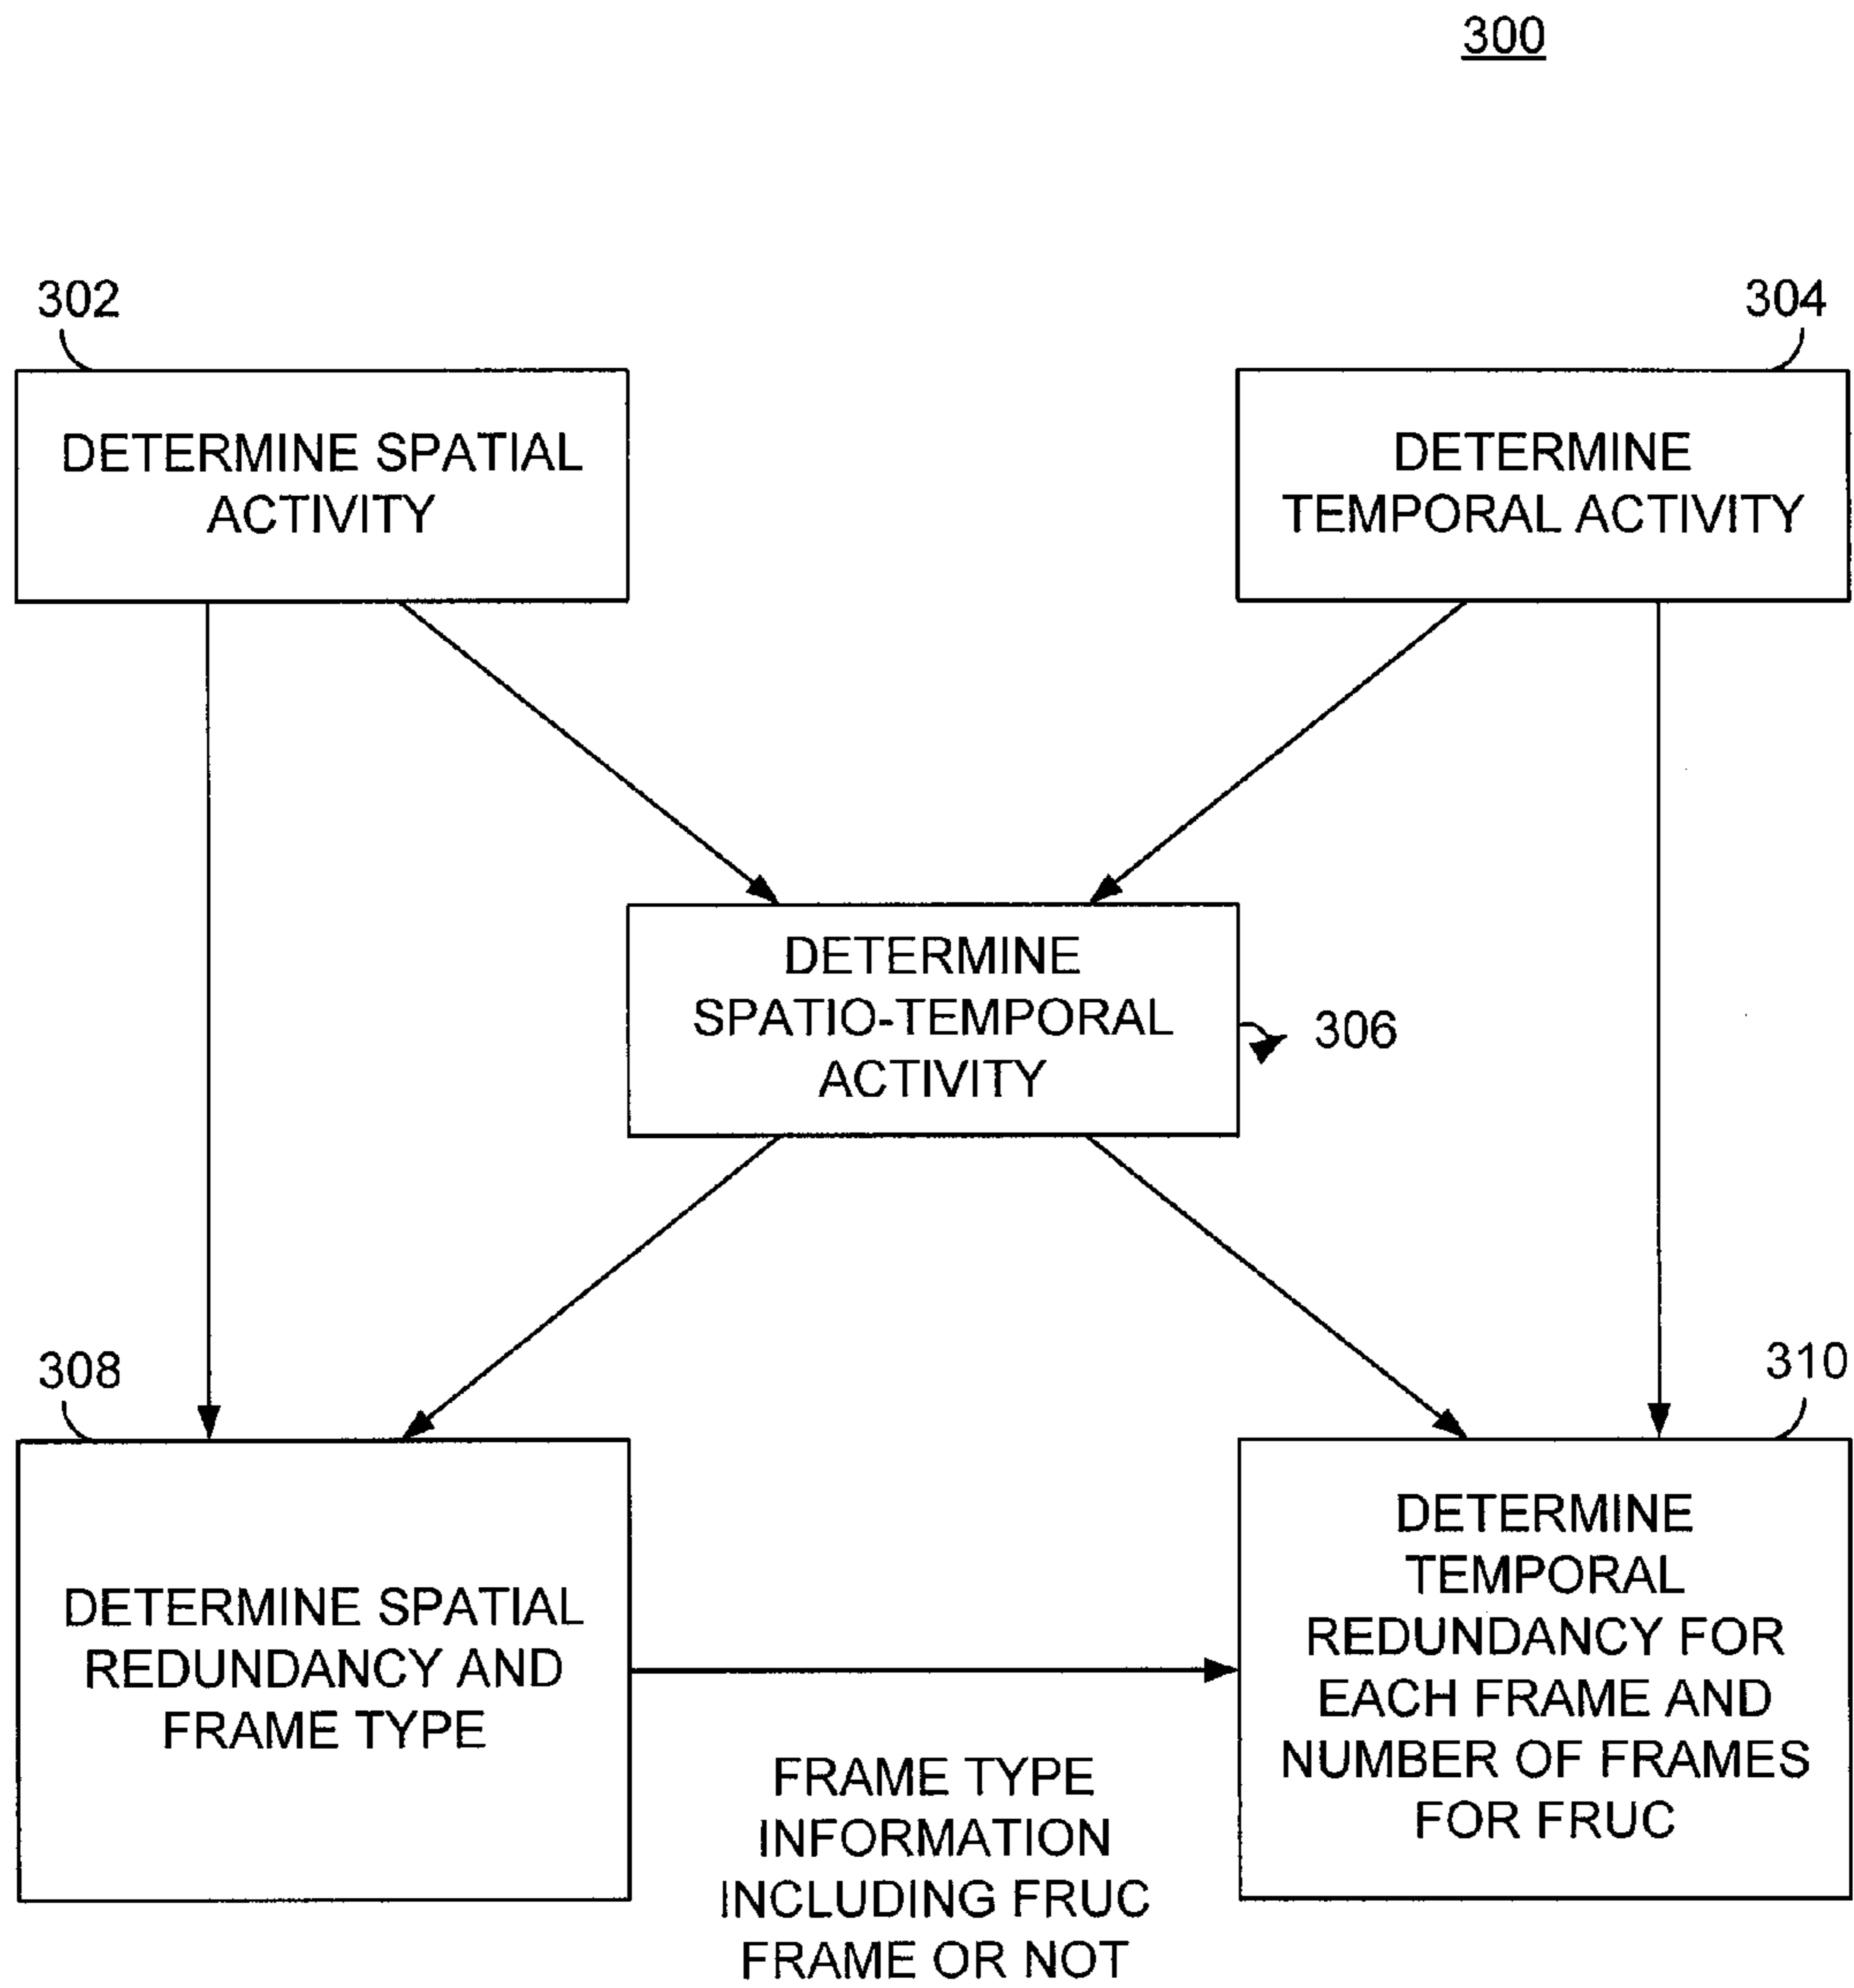 300
302
304
DETERMINE SPATIAL
ACTIVITY
DETERMINE
TEMPORAL ACTIVITY
DETERMINE
SPATIO-TEMPORAL
ACTIVITY
306
308
310
DETERMINE SPATIAL
REDUNDANCY AND
FRAME TYPE
DETERMINE
TEMPORAL
REDUNDANCY FOR
EACH FRAME AND
NUMBER OF FRAMES
FOR FRUC
FRAME TYPE
INFORMATION
INCLUDING FRUC
FRAME OR NOT